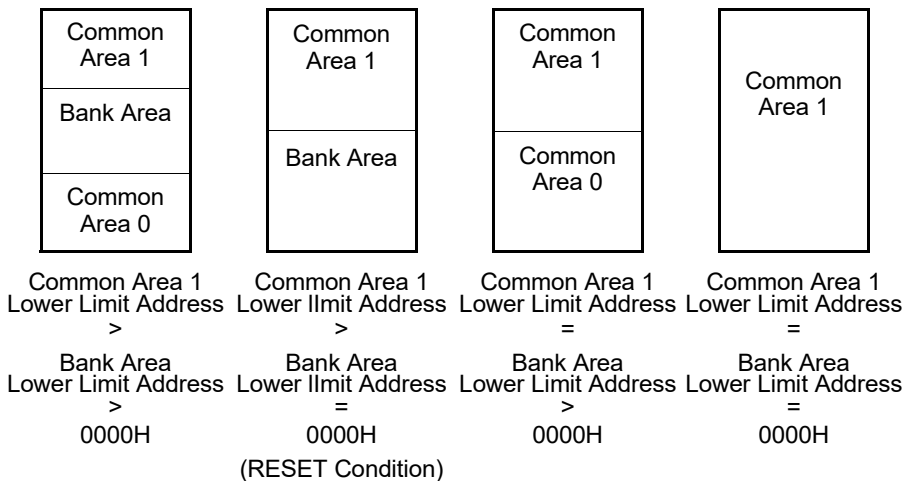 Common
Area 1
Bank Area
Common
Area 0
Common
Area 1
Bank Area
Common
Area 1
Common
Area 0
Common
Area 1
Common Area 1
Lower Limit Address
>
Bank Area
Lower Limit Address
>
0000H
Common Area 1
Lower lImit Address
>
Bank Area
Lower lImit Address
=
0000H
(RESET Condition)
Common Area 1
Lower Limit Address
=
Bank Area
Lower Limit Address
>
0000H
Common Area 1
Lower Limit Address
=
Bank Area
Lower Limit Address
=
0000H